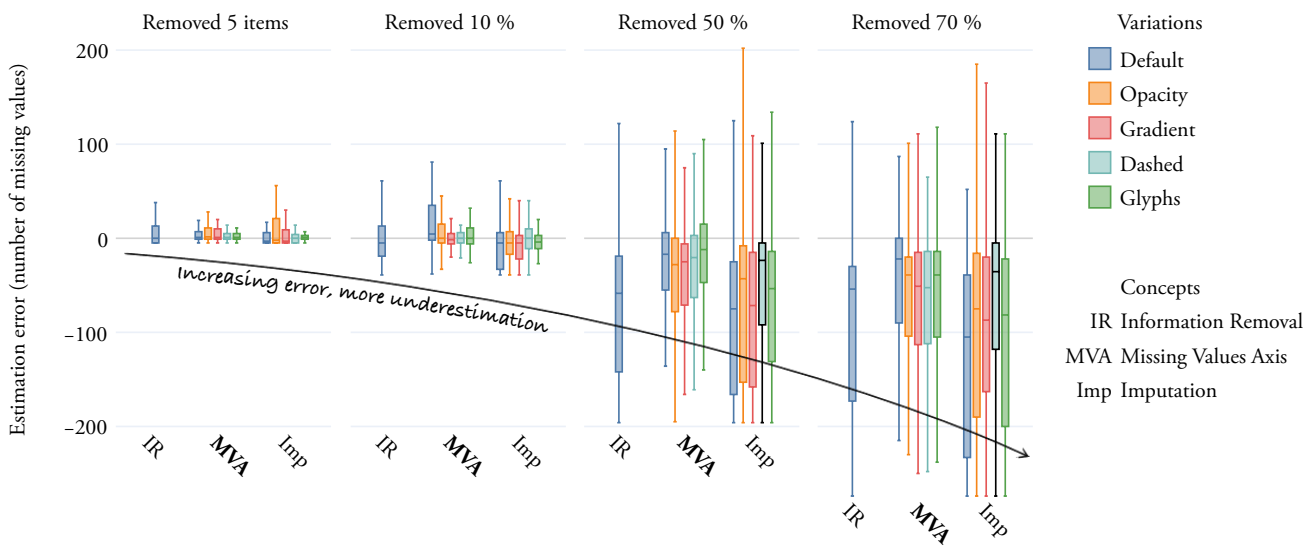 Removed 5 items
Removed 10 %
Removed 50 %
Removed 70 %
Variations
Default
Opacity
Gradient
Dashed
Glyphs
Concepts
IR Information Removal
MVA Missing Values Axis
Imp Imputation
Estimation error (number of missing values)
200
100
0
−100
−200
Increasing error, more underestimation
IR
MVA
Imp
IR
MVA
Imp
IR
MVA
Imp
IR
MVA
Imp